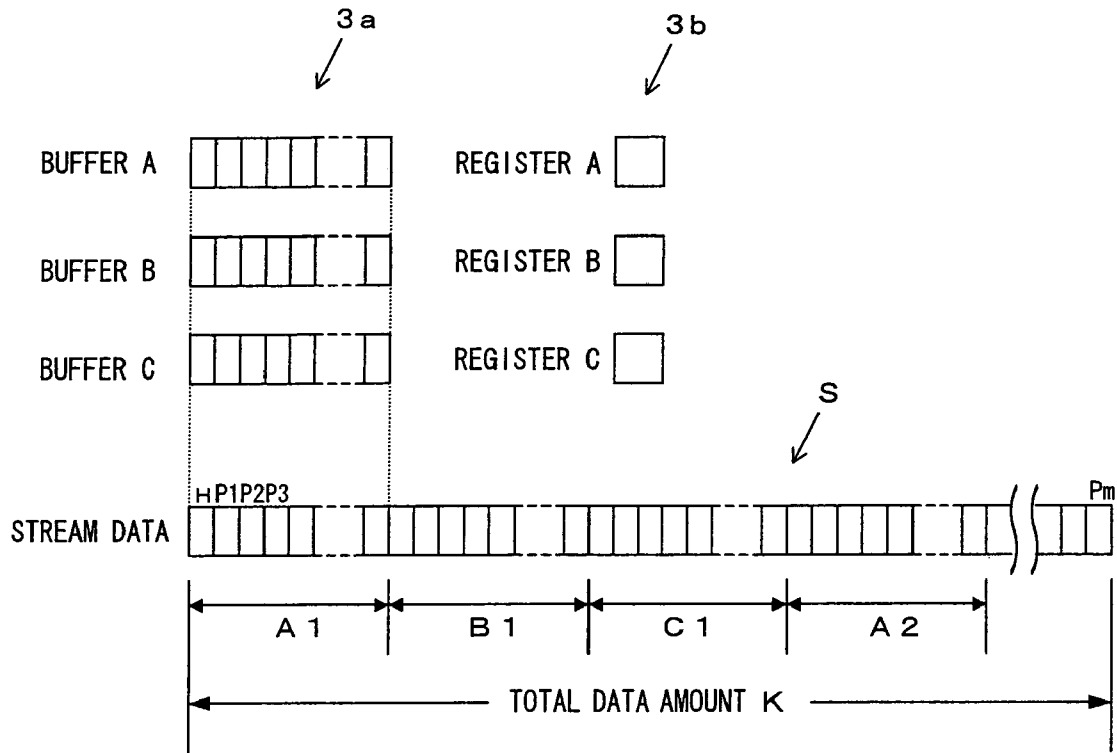 3a
3b
BUFFER A
REGISTER A
BUFFER B
REGISTER B
BUFFER C
REGISTER C
S
HP1P2P3
Pm
STREAM DATA
A1
B1
C1
A2
TOTAL DATA AMOUNT K